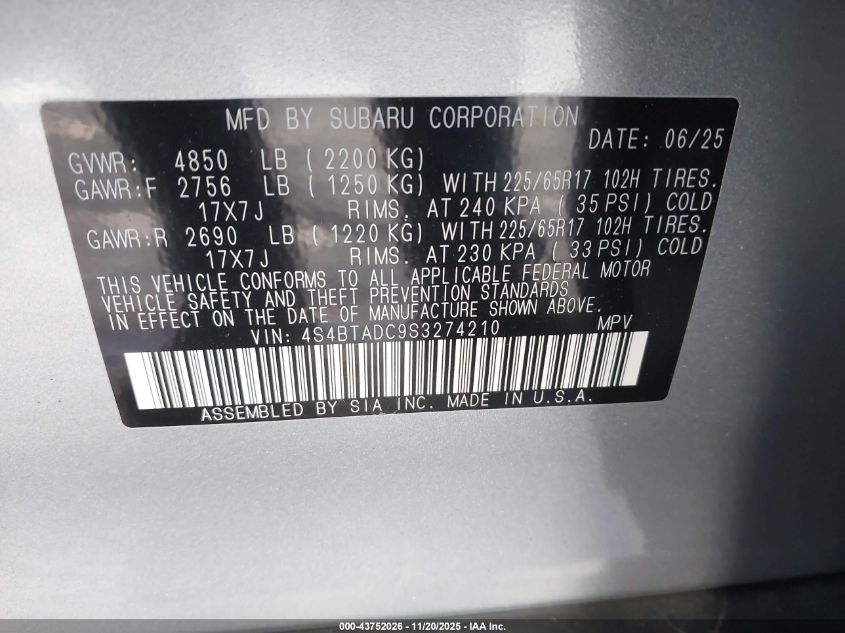 MFD BY SUBARU CORPORATION
DATE: 06/25
GVWR: 4850 LB ( 2200 KG)
GAWR:F 2756 LB ( 1250 KG) WITH 225/65R17 102H TIRES.
17X7J RIMS. AT 240 KPA ( 35 PSI) COLD
GAWR:R 2690 LB ( 1220 KG) WITH 225/65R17 102H TIRES.
17X7J RIMS. AT 230 KPA ( 33 PSI) COLD
THIS VEHICLE CONFORMS TO ALL APPLICABLE FEDERAL MOTOR
VEHICLE SAFETY AND THEFT PREVENTION STANDARDS
IN EFFECT ON THE DATE OF MANUFACTURE SHOWN ABOVE.
VIN: 4S4BTADC9S3274210 MPV
ASSEMBLED BY SIA INC. MADE IN U.S.A.
000-43752026 - 11/20/2025 - IAA Inc.